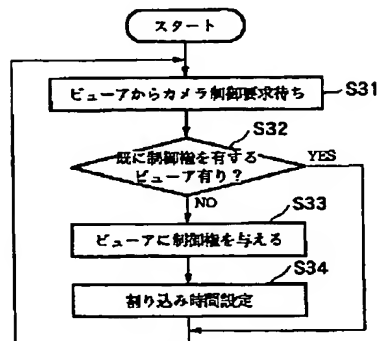 スタート
ビューアからカメラ制御要求待ち
S31
S32
既に制御権を有する
ビューア有り？
YES
NO
S33
ビューアに制御権を与える
S34
割り込み時間設定